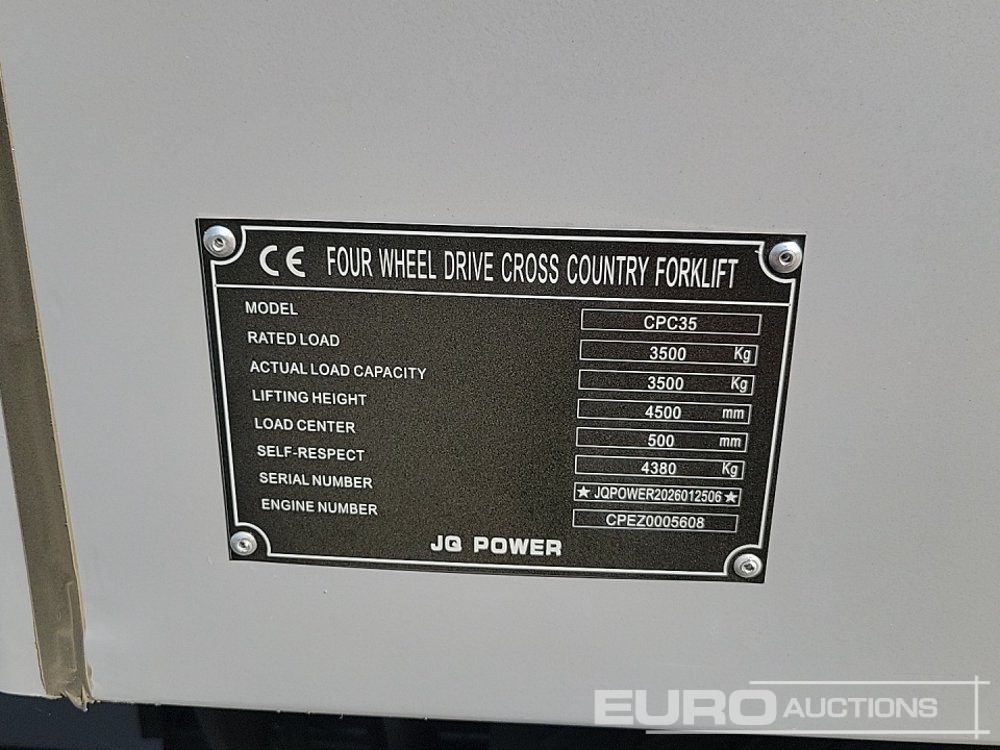 CE FOUR WHEEL DRIVE CROSS COUNTRY FORKLIFT
MODEL CPC35
RATED LOAD 3500 Kg
ACTUAL LOAD CAPACITY 3500 Kg
LIFTING HEIGHT 4500 mm
LOAD CENTER 500 mm
SELF-RESPECT 4380 Kg
SERIAL NUMBER ★ JQPOWER2026012506 ★
ENGINE NUMBER CPEZ0005608
JQ POWER
EURO AUCTIONS